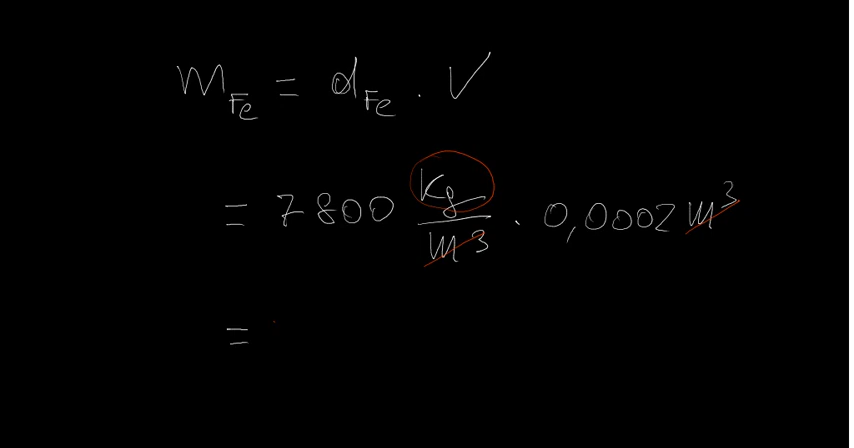 m_Fe = d_Fe . V
= 7800 kg/m³ . 0,0002 m³
=